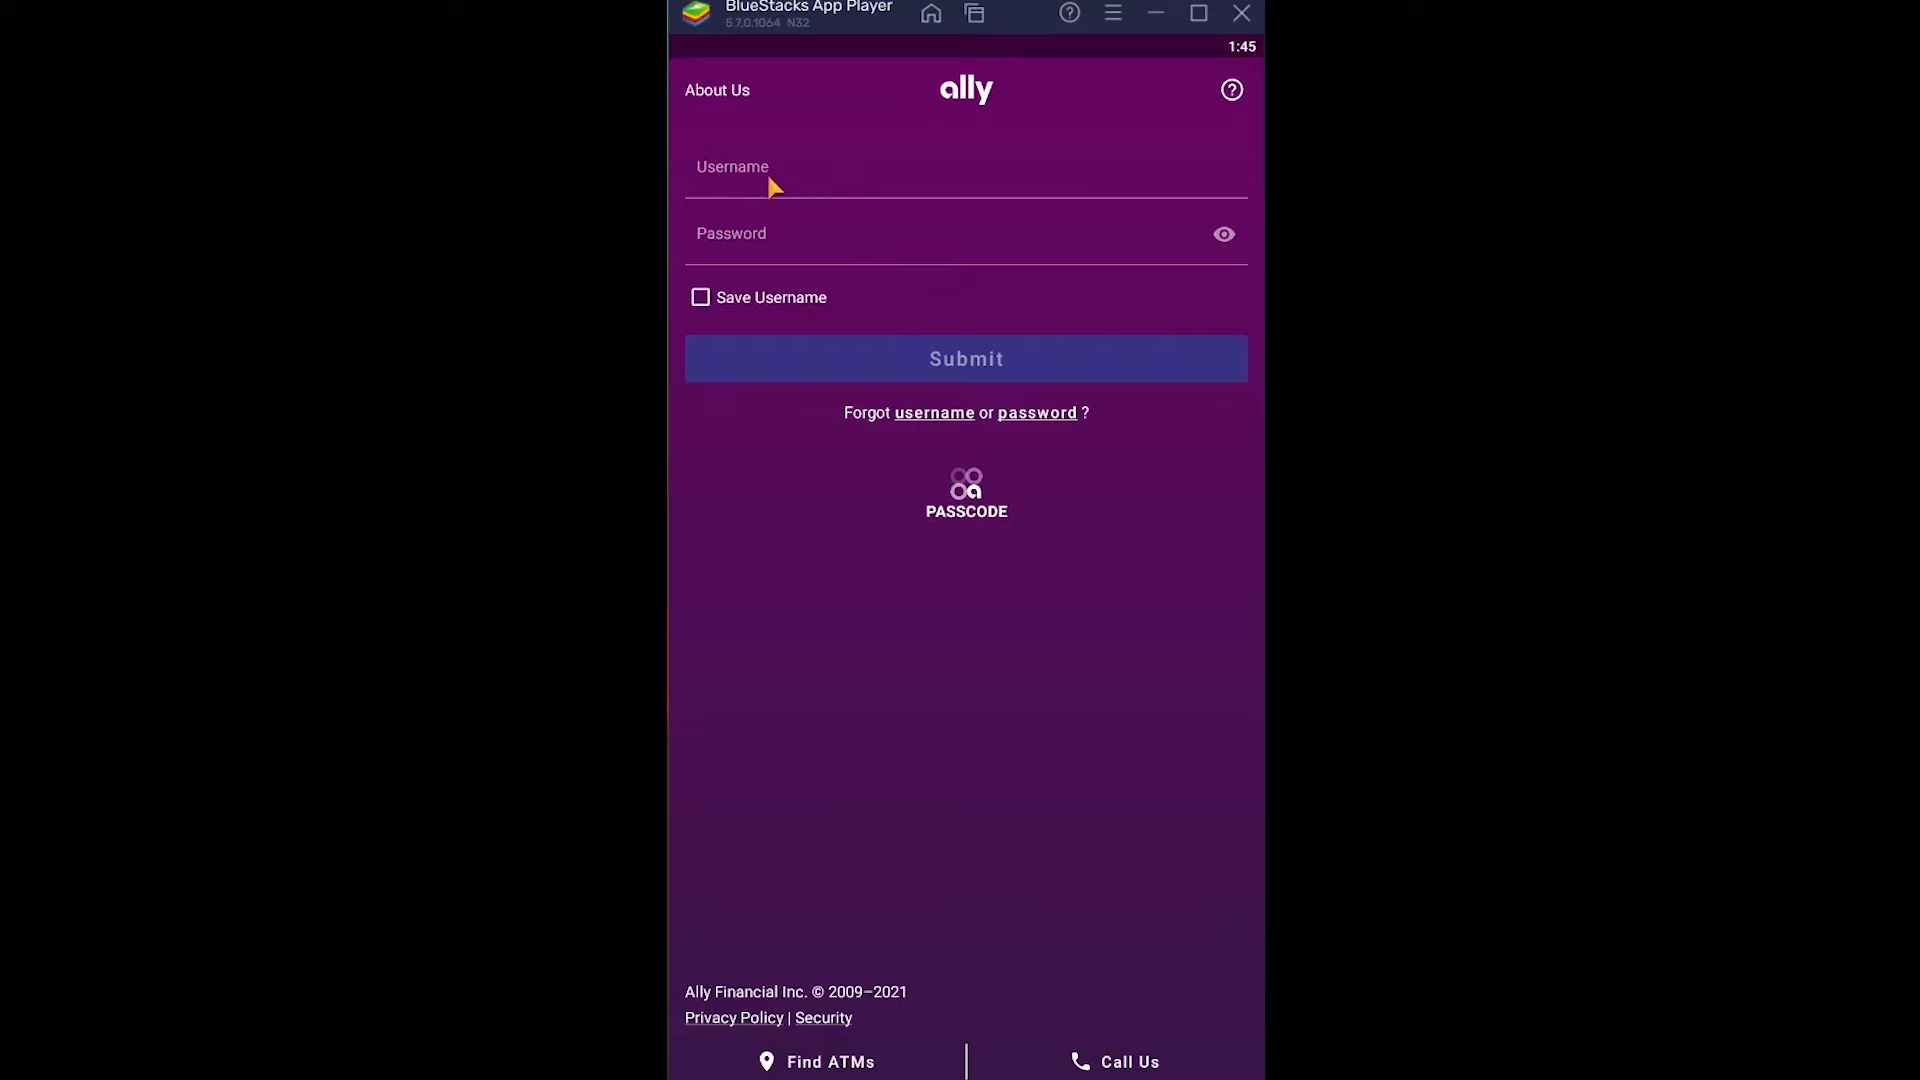 BlueStacks App Player
5.7.0.1064 N32
1:45
About Us
ally
Username
Password
Save Username
Submit
Forgot username or password ?
PASSCODE
Ally Financial Inc. © 2009–2021
Privacy Policy | Security
Find ATMs
Call Us